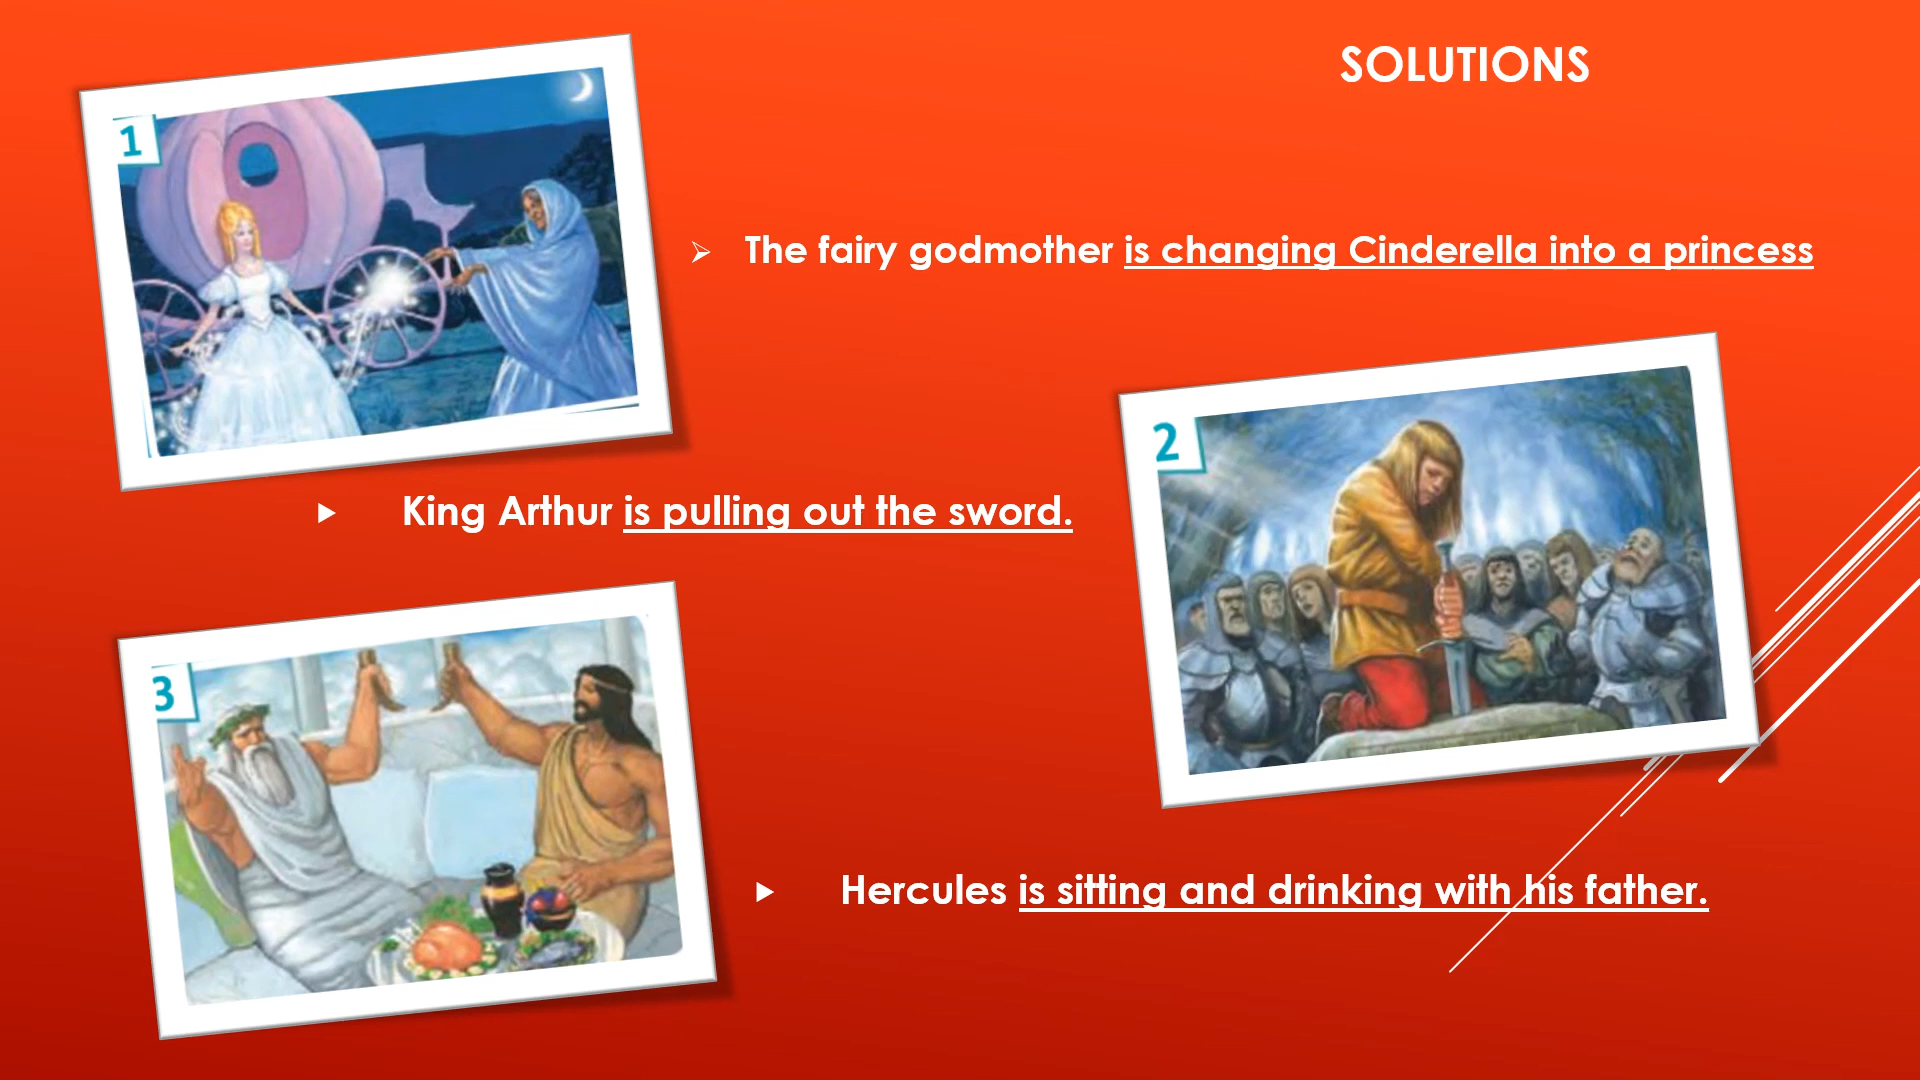 SOLUTIONS
1
The fairy godmother is changing Cinderella into a princess
2
King Arthur is pulling out the sword.
3
Hercules is sitting and drinking with his father.